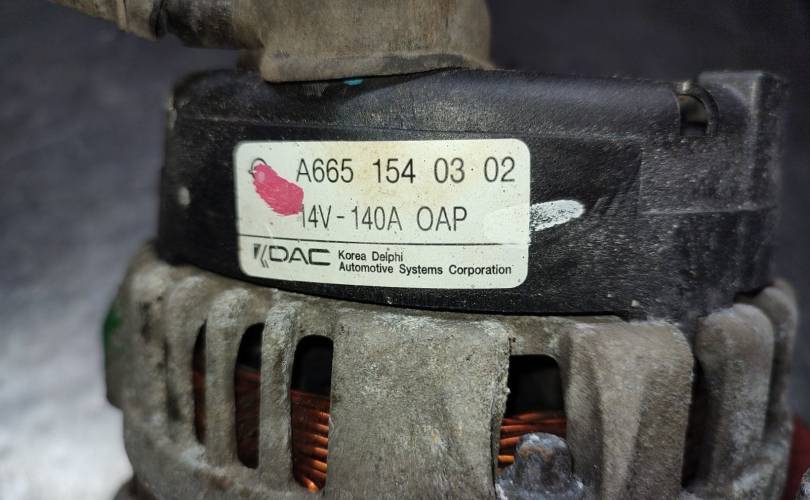 A665 154 03 02
14V - 140A OAP
KDAC Korea Delphi
Automotive Systems Corporation